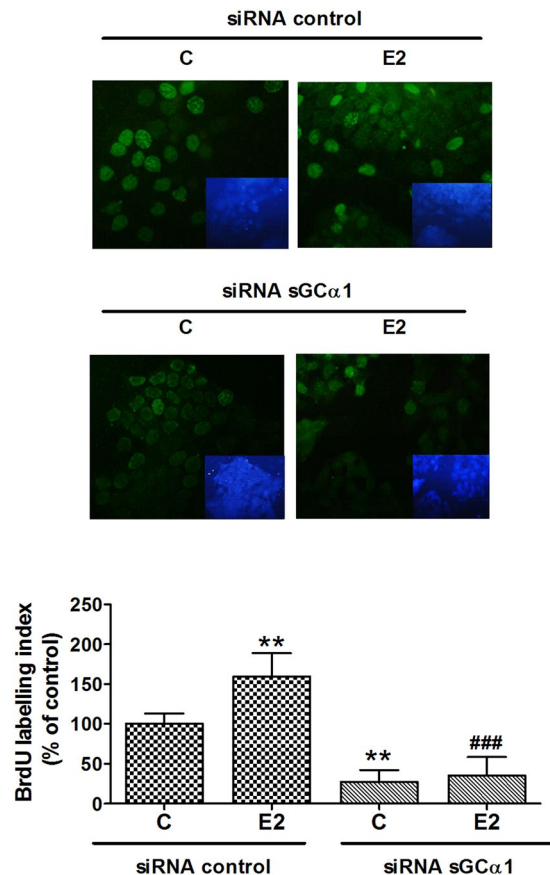 siRNA control
C E2
siRNA sGCα1
C E2
BrdU labelling index
(% of control)
250
200
150
100
50
0
**
**
###
C E2 C E2
siRNA control siRNA sGCα1